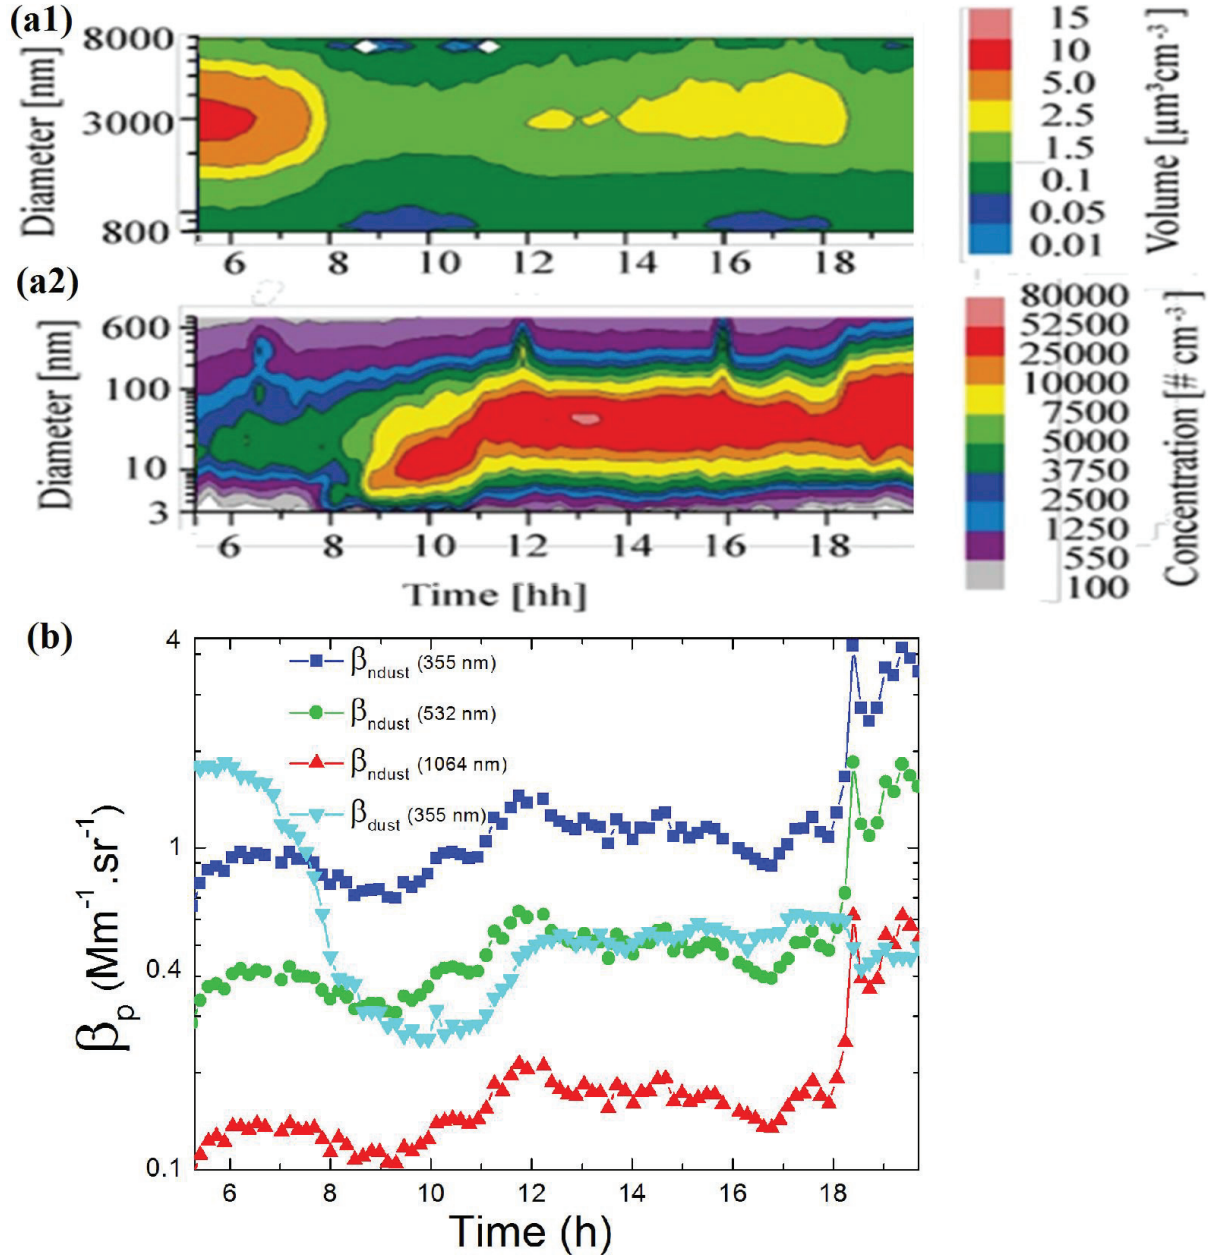 (a1)
Diameter [nm]
8000
3000
800
6 8 10 12 14 16 18
15
10
5.0
2.5
1.5
0.1
0.05
0.01
Volume [µm³cm⁻³]
(a2)
Diameter [nm]
600
100
10
3
6 8 10 12 14 16 18
Time [hh]
80000
52500
25000
10000
7500
5000
3750
2500
1250
550
100
Concentration [# cm⁻³]
(b)
βp (Mm⁻¹.sr⁻¹)
4
1
0.4
0.1
βndust (355 nm)
βndust (532 nm)
βndust (1064 nm)
βdust (355 nm)
6 8 10 12 14 16 18
Time (h)